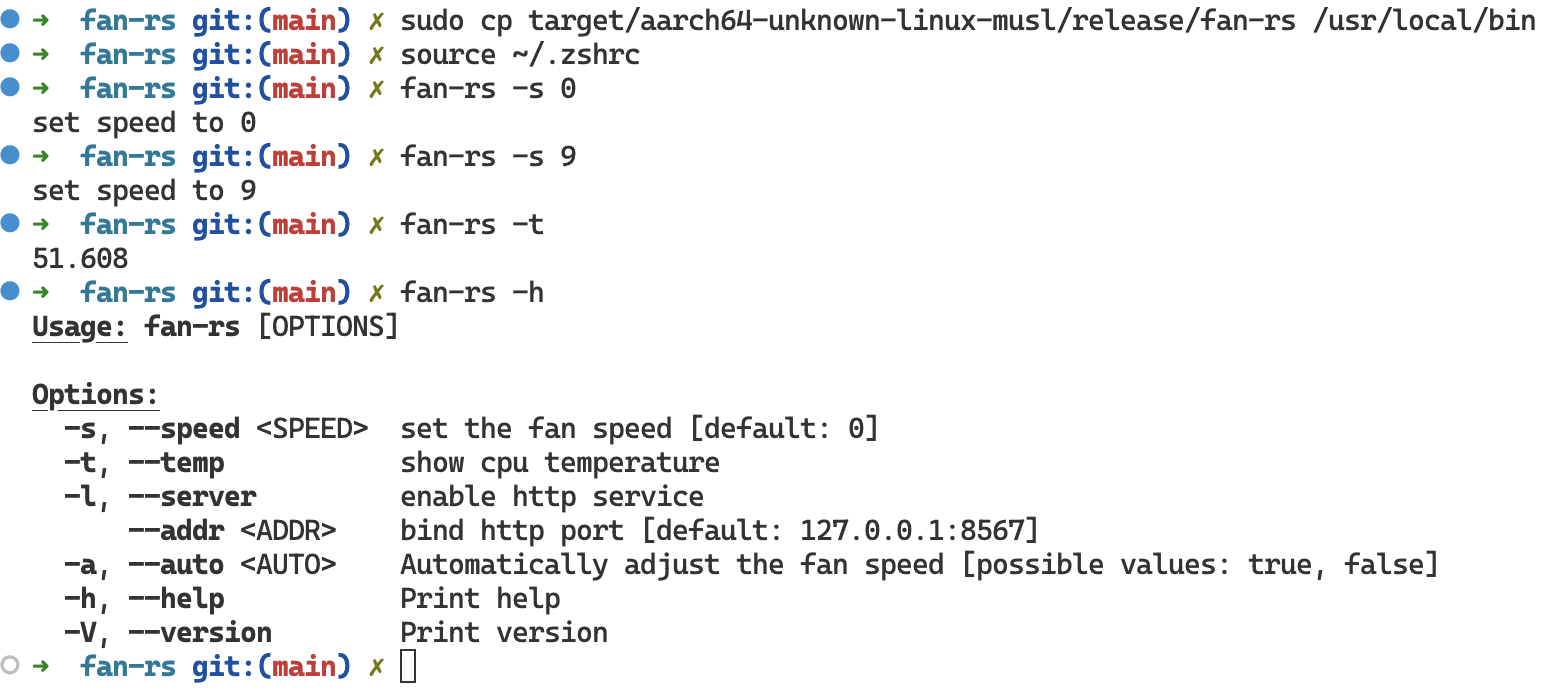 ➜  fan-rs git:(main) ✗ sudo cp target/aarch64-unknown-linux-musl/release/fan-rs /usr/local/bin
➜  fan-rs git:(main) ✗ source ~/.zshrc
➜  fan-rs git:(main) ✗ fan-rs -s 0
set speed to 0
➜  fan-rs git:(main) ✗ fan-rs -s 9
set speed to 9
➜  fan-rs git:(main) ✗ fan-rs -t
51.608
➜  fan-rs git:(main) ✗ fan-rs -h
Usage: fan-rs [OPTIONS]

Options:
  -s, --speed <SPEED>  set the fan speed [default: 0]
  -t, --temp           show cpu temperature
  -l, --server         enable http service
      --addr <ADDR>    bind http port [default: 127.0.0.1:8567]
  -a, --auto <AUTO>    Automatically adjust the fan speed [possible values: true, false]
  -h, --help           Print help
  -V, --version        Print version
➜  fan-rs git:(main) ✗